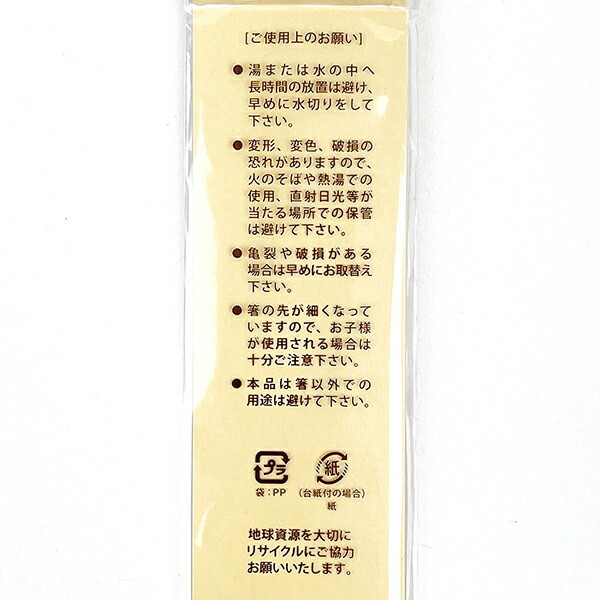 [ご使用上のお願い]
● 湯または水の中へ
長時間の放置は避け、
早めに水切りをして
下さい。
● 変形、変色、破損の
恐れがありますので、
火のそばや熱湯での
使用、直射日光等が
当たる場所での保管
は避けて下さい。
● 亀裂や破損がある
場合は早めにお取替え
下さい。
● 箸の先が細くなって
いますので、お子様
が使用される場合は
十分ご注意下さい。
● 本品は箸以外での
用途は避けて下さい。
プラ 紙
袋：PP （台紙付の場合）
紙
地球資源を大切に
リサイクルにご協力
お願いいたします。